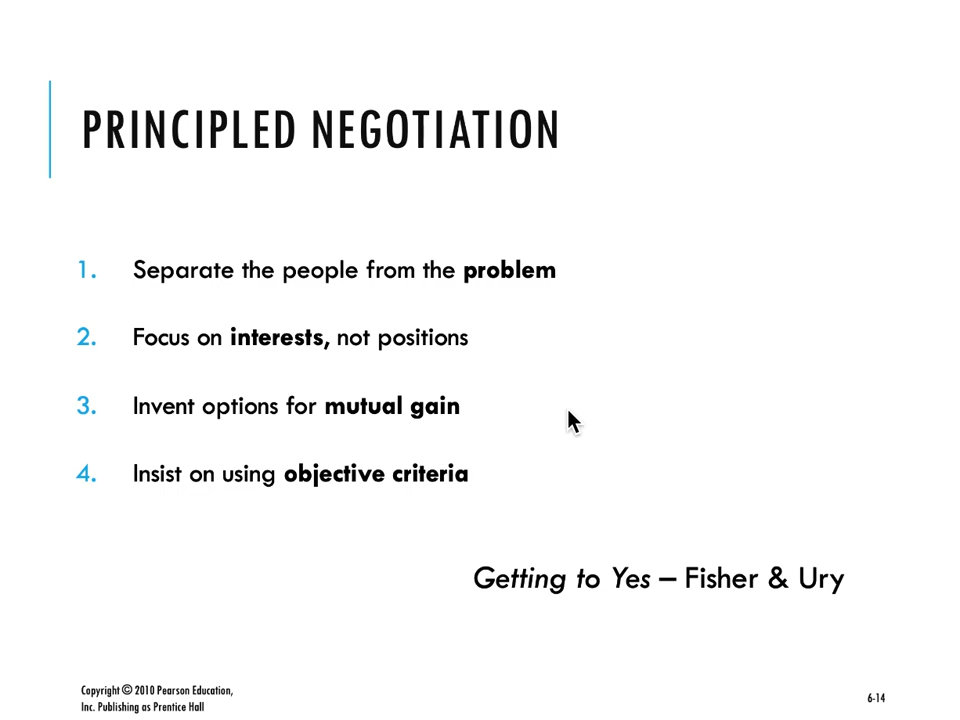 PRINCIPLED NEGOTIATION
1. Separate the people from the problem
2. Focus on interests, not positions
3. Invent options for mutual gain
4. Insist on using objective criteria
Getting to Yes – Fisher & Ury
Copyright © 2010 Pearson Education,
Inc. Publishing as Prentice Hall
6-14